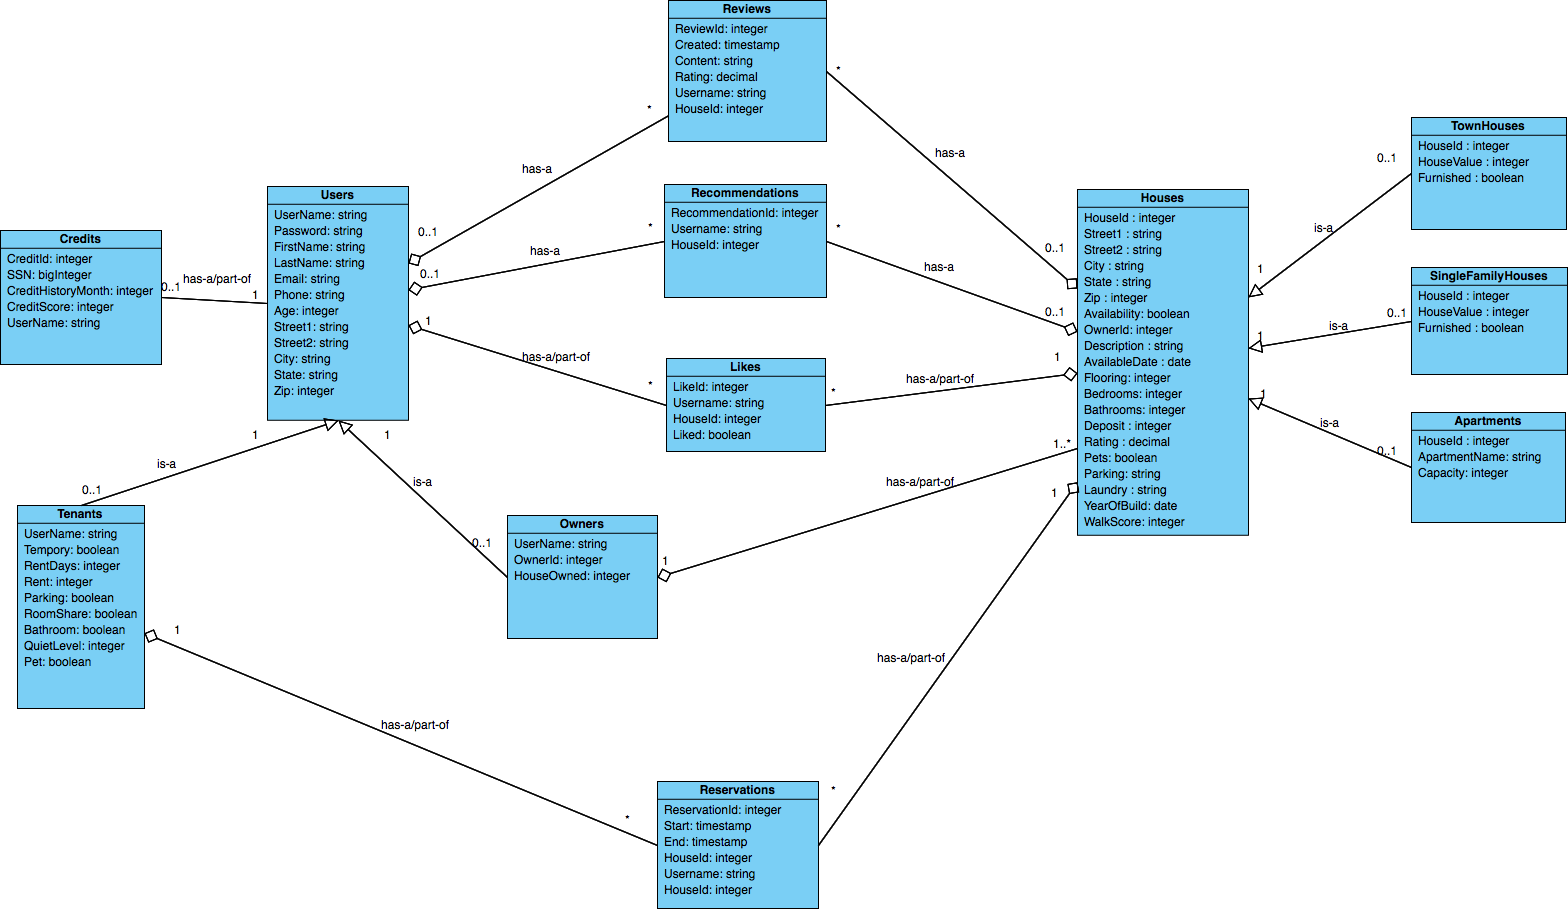 Reviews
ReviewId: integer
Created: timestamp
Content: string
Rating: decimal
Username: string
HouseId: integer
*
*
has-a
has-a
0..1
0..1
Recommendations
RecommendationId: integer
Username: string
HouseId: integer
*
*
has-a
has-a
0..1
0..1
Users
UserName: string
Password: string
FirstName: string
LastName: string
Email: string
Phone: string
Age: integer
Street1: string
Street2: string
City: string
State: string
Zip: integer
Credits
CreditId: integer
SSN: bigInteger
CreditHistoryMonth: integer
CreditScore: integer
UserName: string
has-a/part-of
0..1
1
1
has-a/part-of
*
Likes
LikeId: integer
Username: string
HouseId: integer
Liked: boolean
*
has-a/part-of
1
Houses
HouseId : integer
Street1 : string
Street2 : string
City : string
State : string
Zip : integer
Availability: boolean
OwnerId: integer
Description : string
AvailableDate : date
Flooring: integer
Bedrooms: integer
Bathrooms: integer
Deposit : integer
Rating : decimal
Pets: boolean
Parking: string
Laundry : string
YearOfBuild: date
WalkScore: integer
TownHouses
HouseId : integer
HouseValue : integer
Furnished : boolean
0..1
is-a
1
SingleFamilyHouses
HouseId : integer
HouseValue : integer
Furnished : boolean
0..1
is-a
1
Apartments
HouseId : integer
ApartmentName: string
Capacity: integer
0..1
is-a
1
1
is-a
0..1
1
is-a
0..1
Tenants
UserName: string
Tempory: boolean
RentDays: integer
Rent: integer
Parking: boolean
RoomShare: boolean
Bathroom: boolean
QuietLevel: integer
Pet: boolean
Owners
UserName: string
OwnerId: integer
HouseOwned: integer
1
has-a/part-of
1..*
1
has-a/part-of
*
1
has-a/part-of
*
Reservations
ReservationId: integer
Start: timestamp
End: timestamp
HouseId: integer
Username: string
HouseId: integer